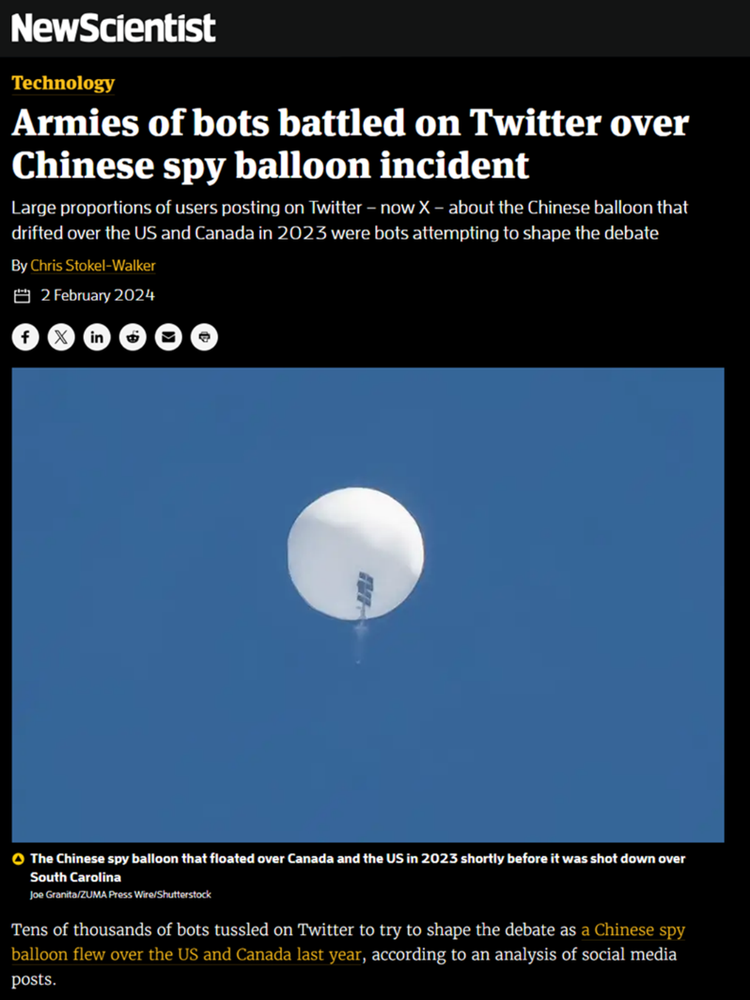 NewScientist
Technology
Armies of bots battled on Twitter over
Chinese spy balloon incident
Large proportions of users posting on Twitter – now X – about the Chinese balloon that
drifted over the US and Canada in 2023 were bots attempting to shape the debate
By Chris Stokel-Walker
2 February 2024
The Chinese spy balloon that floated over Canada and the US in 2023 shortly before it was shot down over
South Carolina
Joe Granita/ZUMA Press Wire/Shutterstock
Tens of thousands of bots tussled on Twitter to try to shape the debate as a Chinese spy
balloon flew over the US and Canada last year, according to an analysis of social media
posts.